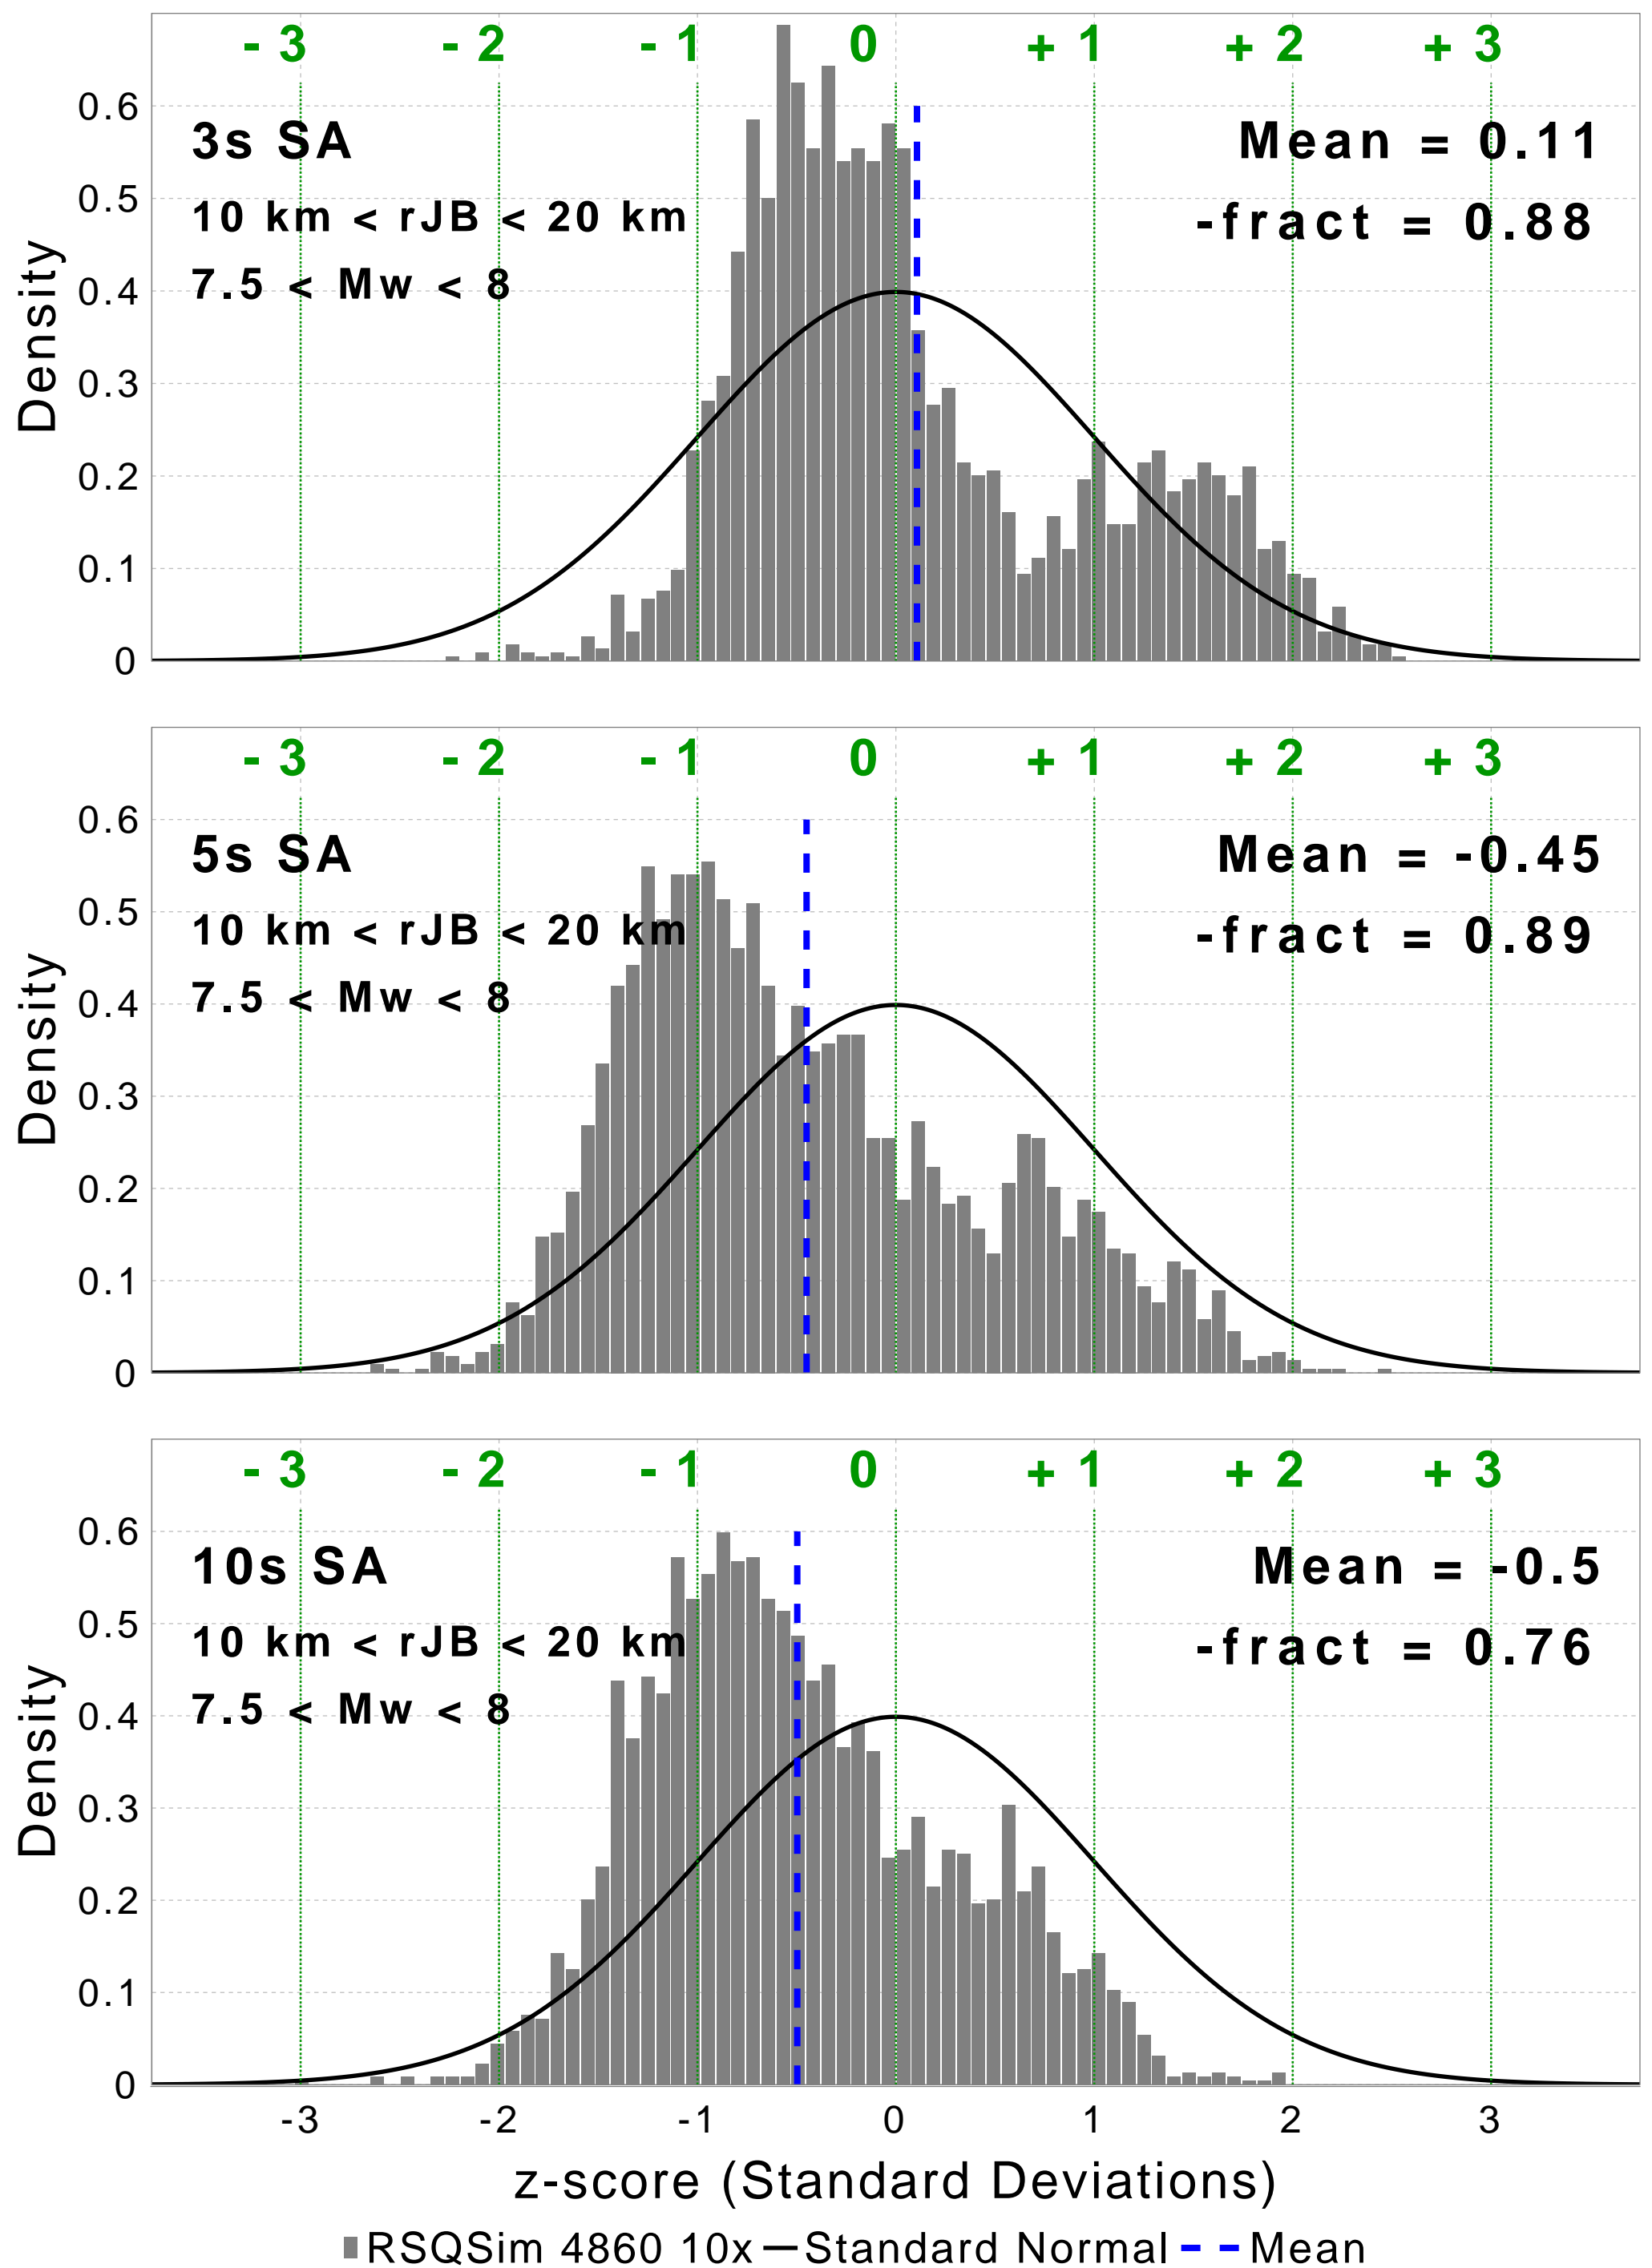 - 3 - 2 - 1 0 + 1 + 2 + 3
0.6
3s SA
Mean = 0.11
0.5
10 km < rJB < 20 km
-fract = 0.88
7.5 < Mw < 8
0.4
0.3
0.2
0.1
0
Density
- 3 - 2 - 1 0 + 1 + 2 + 3
0.6
5s SA
Mean = -0.45
0.5
10 km < rJB < 20 km
-fract = 0.89
7.5 < Mw < 8
0.4
0.3
0.2
0.1
0
Density
- 3 - 2 - 1 0 + 1 + 2 + 3
0.6
10s SA
Mean = -0.5
0.5
10 km < rJB < 20 km
-fract = 0.76
7.5 < Mw < 8
0.4
0.3
0.2
0.1
0
Density
-3 -2 -1 0 1 2 3
z-score (Standard Deviations)
RSQSim 4860 10x Standard Normal Mean